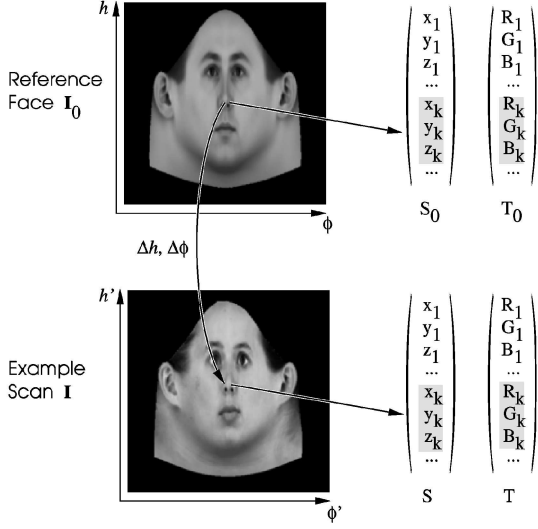 h
Reference
Face I0
ϕ
x1 R1
y1 G1
z1 B1
... ...
xk Rk
yk Gk
zk Bk
... ...
S0 T0
Δh, Δϕ
h'
Example
Scan I
ϕ'
x1 R1
y1 G1
z1 B1
... ...
xk Rk
yk Gk
zk Bk
... ...
S T